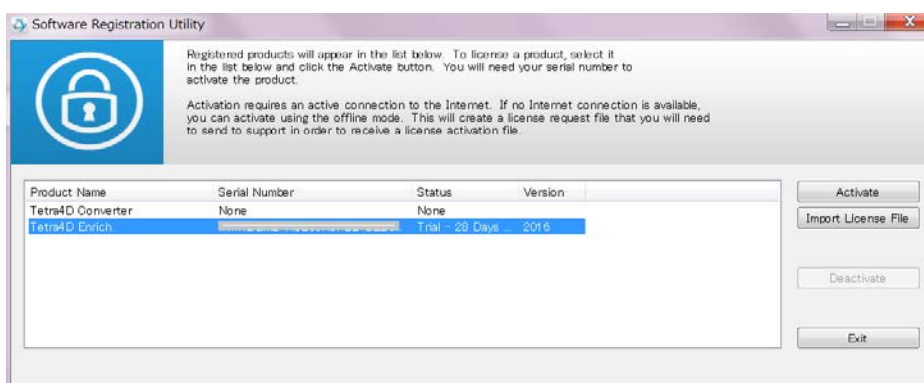 Software Registration Utility
Registered products will appear in the list below. To license a product, select it
in the list below and click the Activate button. You will need your serial number to
activate the product.
Activation requires an active connection to the Internet. If no Internet connection is available,
you can activate using the offline mode. This will create a license request file that you will need
to send to support in order to receive a license activation file.
Product Name Serial Number Status Version
Tetra4D Converter None None
Tetra4D Enrich Trial - 28 Days ... 2016
Activate
Import License File
Deactivate
Exit